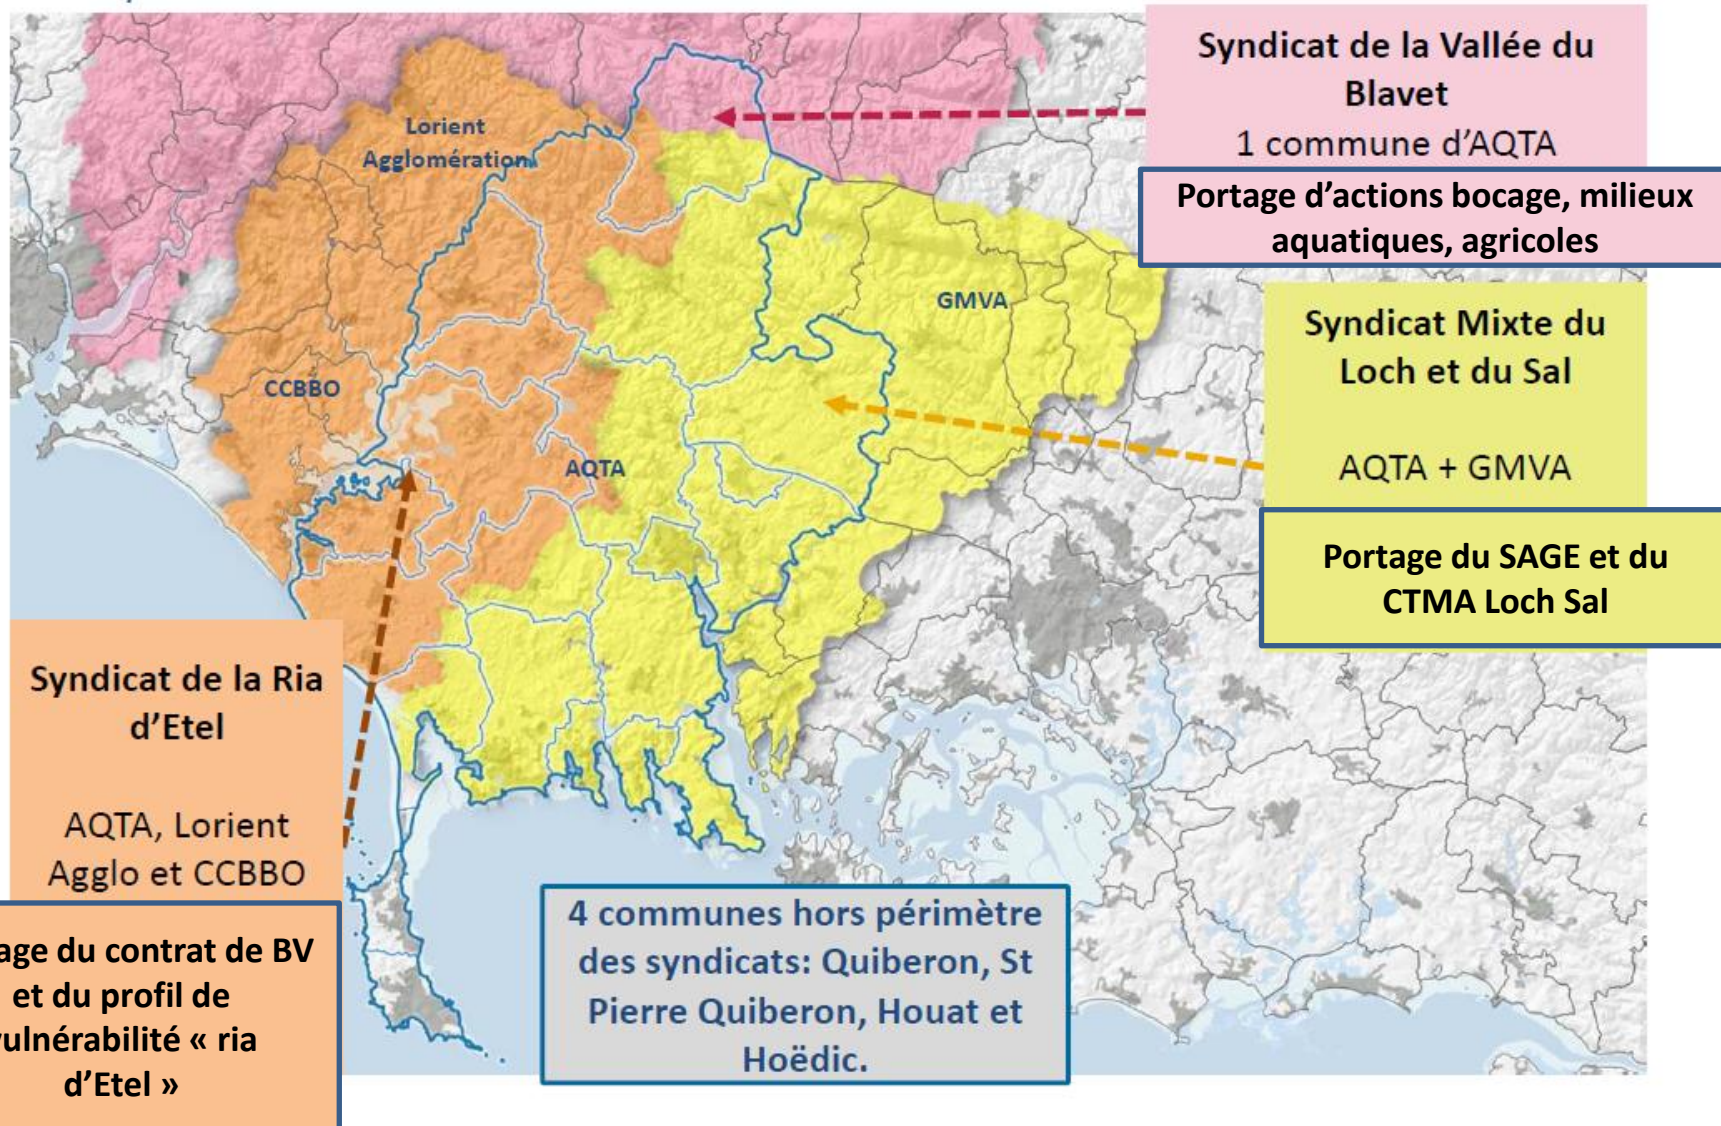 Syndicat de la Vallée du
Blavet
1 commune d'AQTA
Portage d'actions bocage, milieux
aquatiques, agricoles
Lorient
Agglomération
GMVA
CCBBO
AQTA
Syndicat Mixte du
Loch et du Sal
AQTA + GMVA
Portage du SAGE et du
CTMA Loch Sal
Syndicat de la Ria
d'Etel
AQTA, Lorient
Agglo et CCBBO
age du contrat de BV
et du profil de
ulnérabilité « ria
d'Etel »
4 communes hors périmètre
des syndicats: Quiberon, St
Pierre Quiberon, Houat et
Hoëdic.